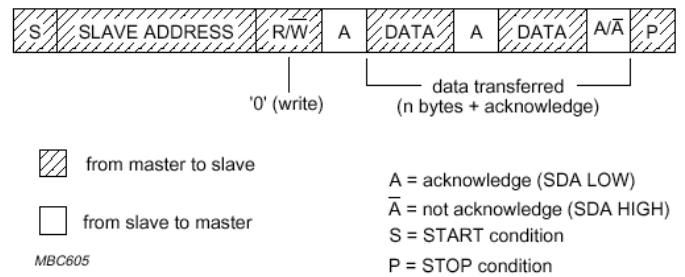 S SLAVE ADDRESS R/W̅ A DATA A DATA A/A̅ P
data transferred
'0' (write)
(n bytes + acknowledge)
from master to slave
A = acknowledge (SDA LOW)
A̅ = not acknowledge (SDA HIGH)
from slave to master
S = START condition
MBC605
P = STOP condition